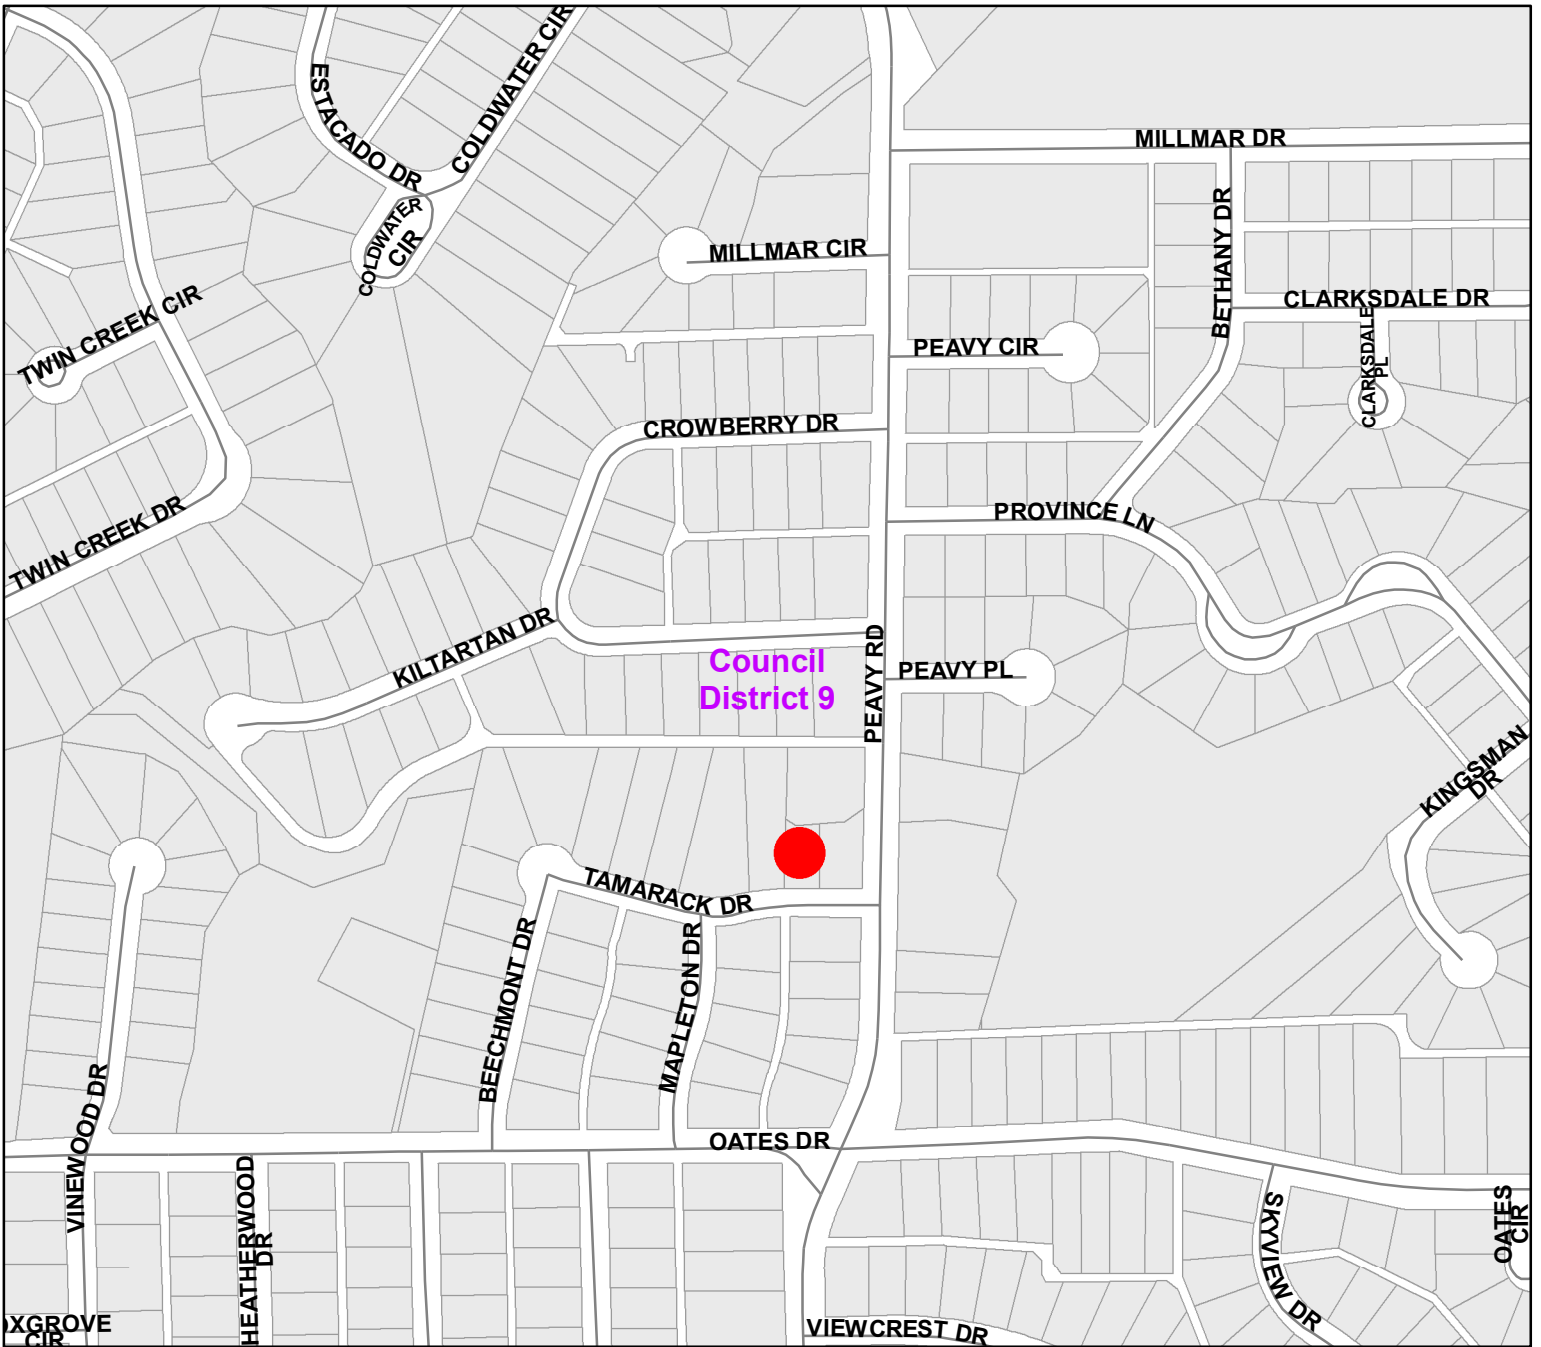 COLDWATER CIR
ESTACADO DR
MILLMAR DR
COLDWATER
CIR
BETHANY DR
MILLMAR CIR
TWIN CREEK CIR
CLARKSDALE DR
PEAVY CIR
CLARKSDALE
PL
CROWBERRY DR
TWIN CREEK DR
PROVINCE LN
KILTARTAN DR
Council
District 9
PEAVY RD
PEAVY PL
KINGSMAN
DR
TAMARACK DR
BEECHMONT DR
MAPLETON DR
VINEWOOD DR
OATES DR
HEATHERWOOD
DR
SKYVIEW DR
OATES
CIR
OXGROVE
CIR
VIEWCREST DR